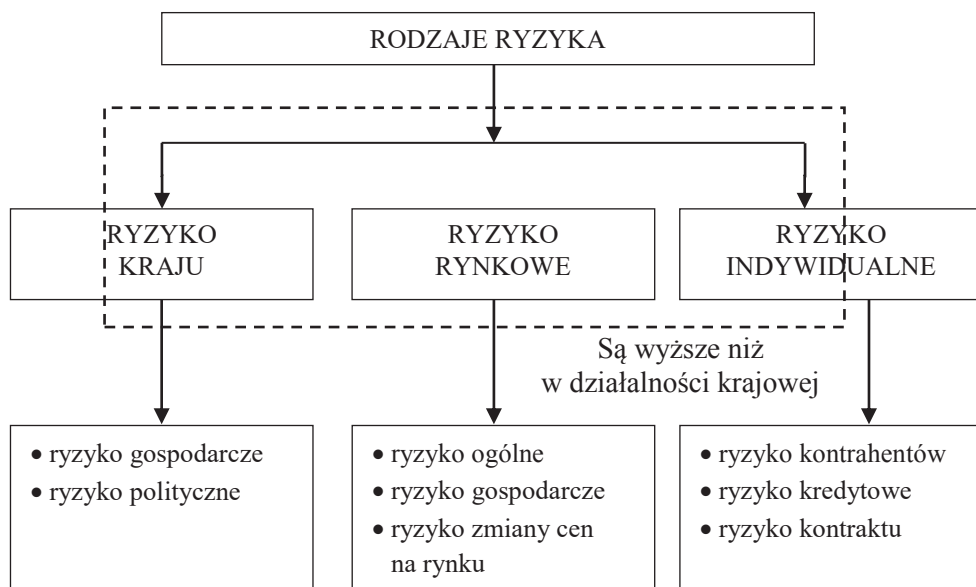 RODZAJE RYZYKA
RYZYKO
KRAJU
RYZYKO
RYNKOWE
RYZYKO
INDYWIDUALNE
Są wyższe niż
w działalności krajowej
• ryzyko gospodarcze
• ryzyko polityczne
• ryzyko ogólne
• ryzyko gospodarcze
• ryzyko zmiany cen
na rynku
• ryzyko kontrahentów
• ryzyko kredytowe
• ryzyko kontraktu